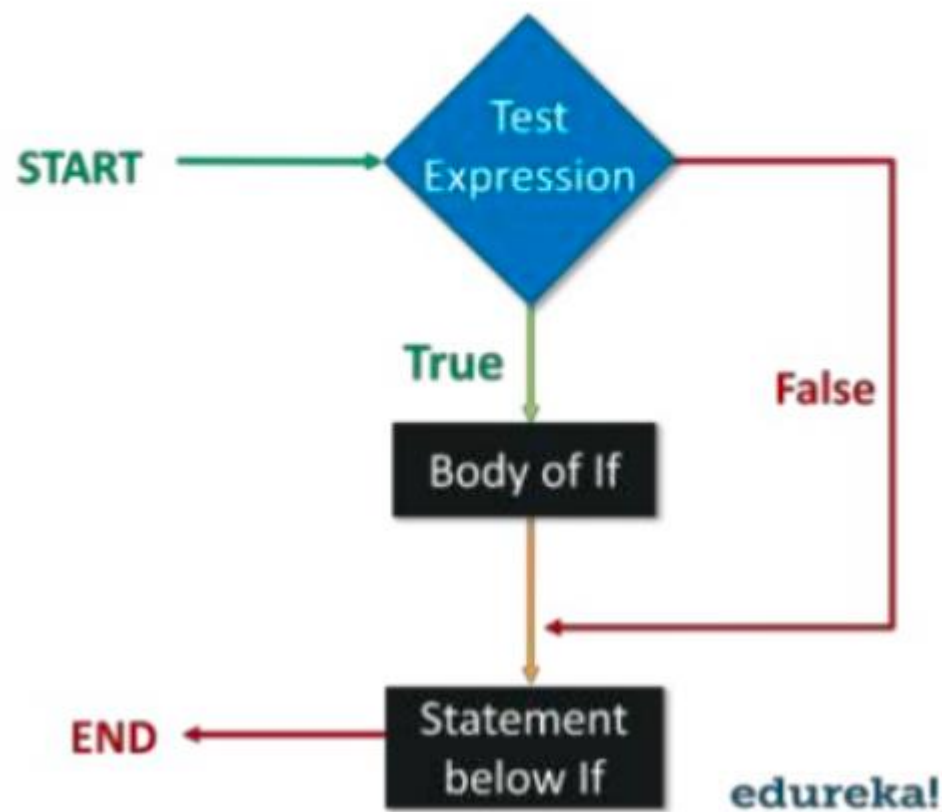 Test
Expression
START
True
False
Body of If
Statement
below If
END
edureka!